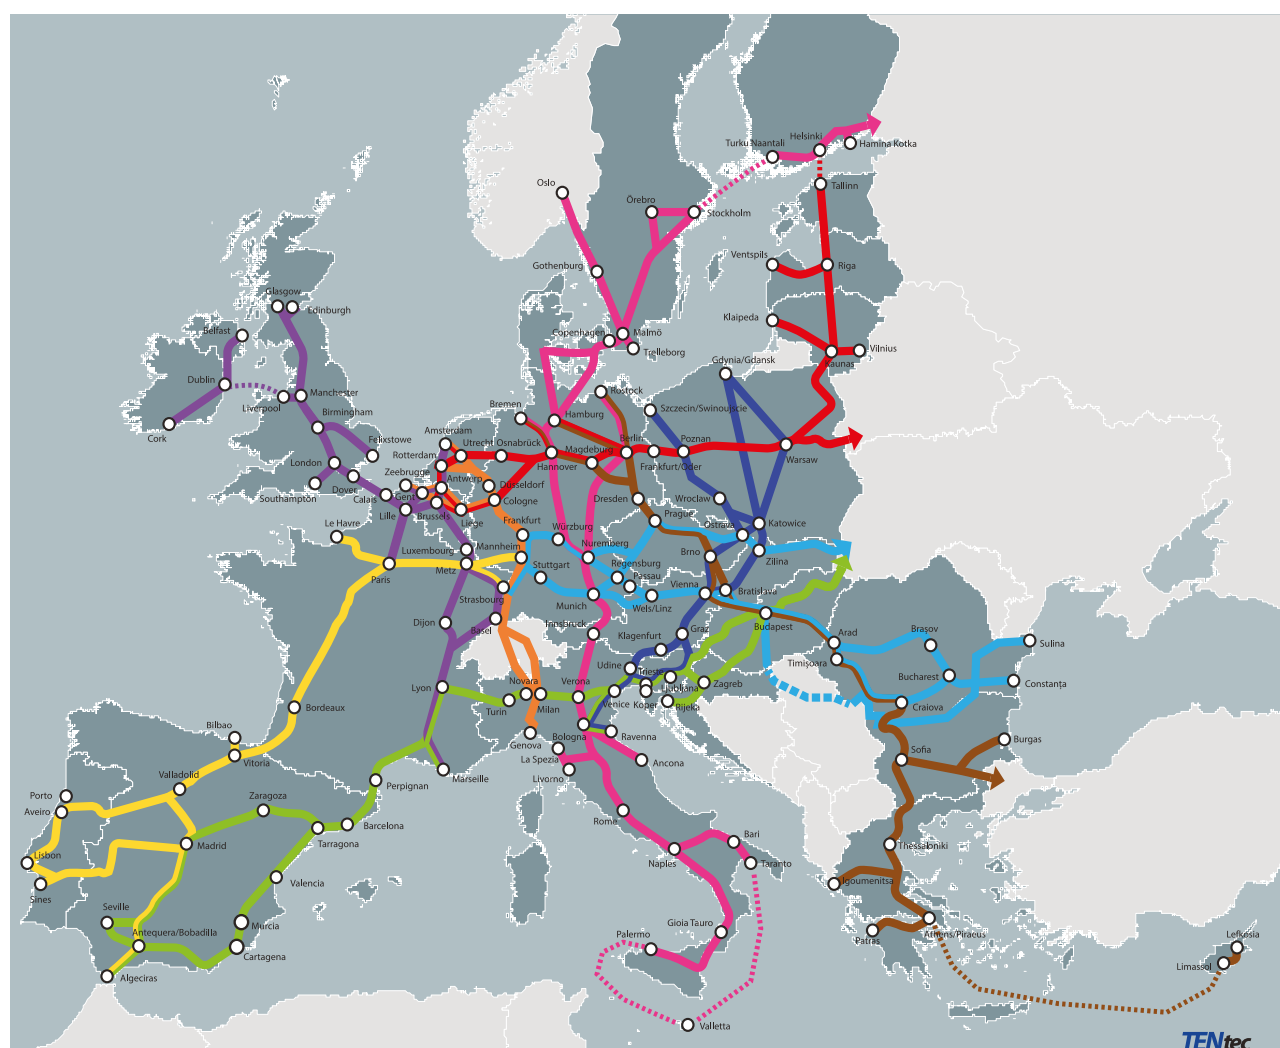 Helsinki
Turku Naantali
Hamina Kotka
Oslo
Tallinn
Örebro
Stockholm
Ventspils
Riga
Gothenburg
Glasgow
Edinburgh
Klaipeda
Belfast
Copenhagen
Malmö
Trelleborg
Vilnius
Kaunas
Gdynia/Gdansk
Dublin
Manchester
Rostock
Liverpool
Bremen
Hamburg
Szczecin/Swinoujscie
Birmingham
Cork
Felixstowe
Amsterdam
Utrecht
Osnabrück
Magdeburg
Berlin
Poznan
Rotterdam
London
Hannover
Frankfurt/Oder
Warsaw
Zeebrugge
Antwerp
Dover
Southampton
Calais
Gent
Düsseldorf
Cologne
Dresden
Wroclaw
Lille
Brussels
Liège
Le Havre
Frankfurt
Würzburg
Prague
Ostrava
Katowice
Luxembourg
Mannheim
Nuremberg
Brno
Zilina
Metz
Stuttgart
Regensburg
Passau
Paris
Strasbourg
Vienna
Bratislava
Munich
Wels/Linz
Dijon
Basel
Innsbruck
Klagenfurt
Graz
Budapest
Arad
Braşov
Sulina
Udine
Trieste
Timişoara
Lyon
Novara
Verona
Ljubliana
Zagreb
Bucharest
Constanţa
Turin
Milan
Venice
Koper
Rijeka
Craiova
Bordeaux
Bilbao
Genova
Bologna
Ravenna
Burgas
Vitoria
La Spezia
Ancona
Sofia
Valladolid
Marseille
Livorno
Perpignan
Porto
Zaragoza
Aveiro
Rome
Barcelona
Madrid
Tarragona
Bari
Thessaloniki
Lisbon
Naples
Taranto
Valencia
Igoumenitsa
Sines
Seville
Murcia
Gioia Tauro
Antequera/Bobadilla
Palermo
Patras
Athens/Piraeus
Lefkosia
Cartagena
Limassol
Algeciras
Valletta
TENtec